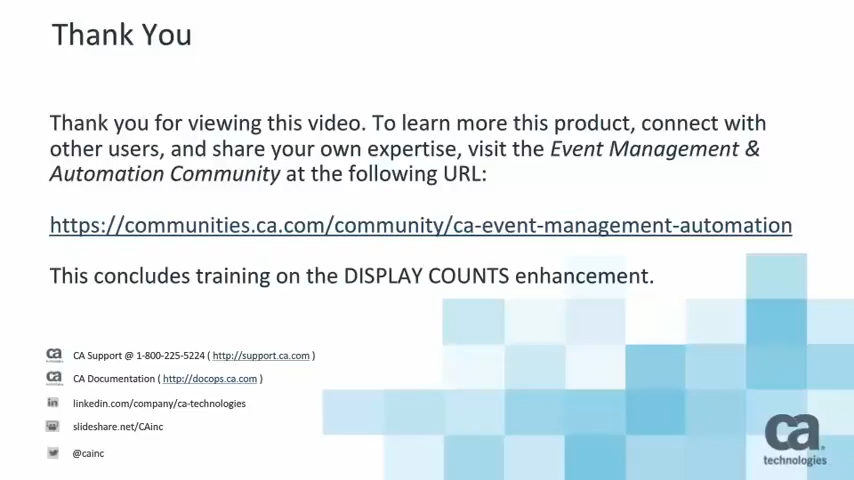 Thank You
Thank you for viewing this video. To learn more this product, connect with
other users, and share your own expertise, visit the Event Management &
Automation Community at the following URL:
https://communities.ca.com/community/ca-event-management-automation
This concludes training on the DISPLAY COUNTS enhancement.
CA Support @ 1-800-225-5224 ( http://support.ca.com )
CA Documentation ( http://docops.ca.com )
linkedin.com/company/ca-technologies
slideshare.net/CAinc
@cainc
ca
technologies